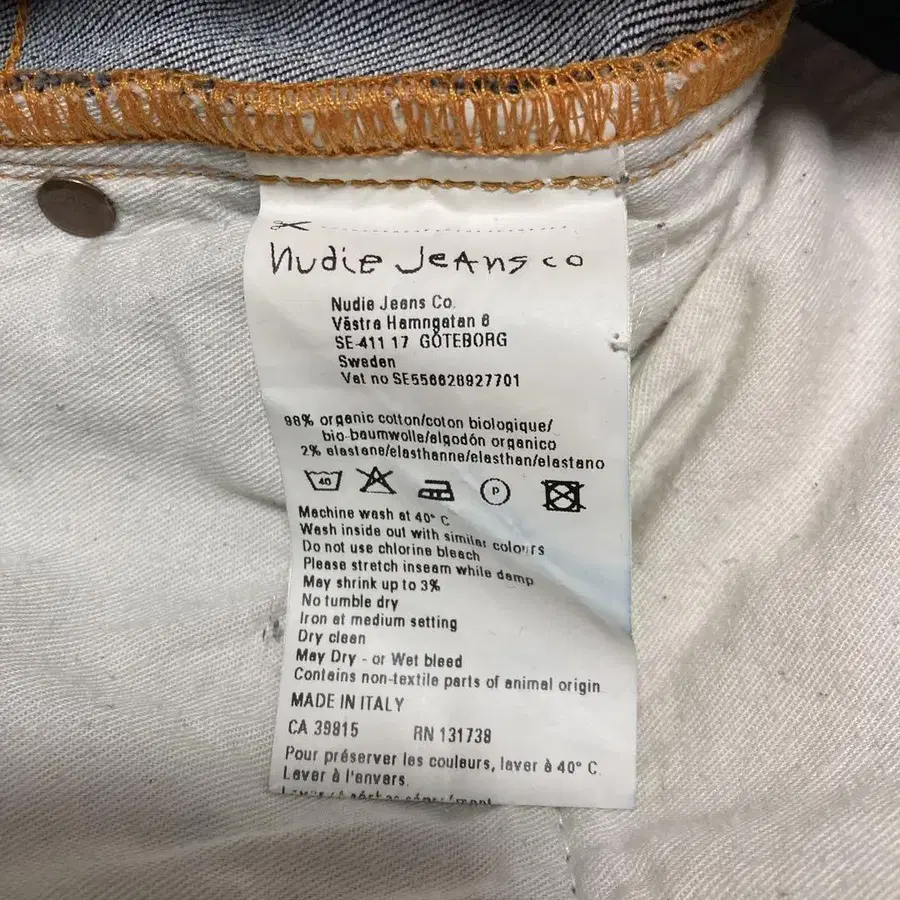 Nudie Jeans co
Nudie Jeans Co.
Västra Hamngatan 6
SE-411 17 GÖTEBORG
Sweden
Vat no SE556628927701
98% organic cotton/coton biologique/
bio-baumwolle/algodón organico
2% elastane/elasthanne/elasthan/elastano
40
P
Machine wash at 40° C
Wash inside out with similar colours
Do not use chlorine bleach
Please stretch inseam while damp
May shrink up to 3%
No tumble dry
Iron at medium setting
Dry clean
May Dry - or Wet bleed
Contains non-textile parts of animal origin
MADE IN ITALY
CA 39815 RN 131738
Pour préserver les couleurs, laver à 40° C.
Laver à l'envers.